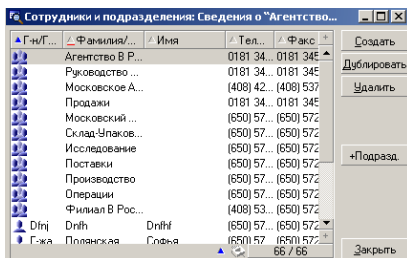 Сотрудники и подразделения: Сведения о "Агентство...
Г-н/Г... Фамилия/... Имя Тел... Факс
Создать
Агентство В Р... 0181 34... 0181 345
Дублировать
Руководство ... 0181 34... 0181 345
Московское А... (408) 42... (408) 537
Удалить
Продажи 0181 34... 0181 345
Московский ... (650) 57... (650) 572
Склад-Упаков... (650) 57... (650) 572
Исследование (650) 57... (650) 572
Поставки (650) 57... (650) 572
+Подразд.
Производство (650) 57... (650) 572
Операции (650) 57... (650) 572
Филиал В Рос... (408) 53... (650) 572
Dfnj Dnfh Dnfhf (650) 57... (650) 572
Г-жа Полянская Софья (650) 57... (650) 572
66 / 66
Закрыть